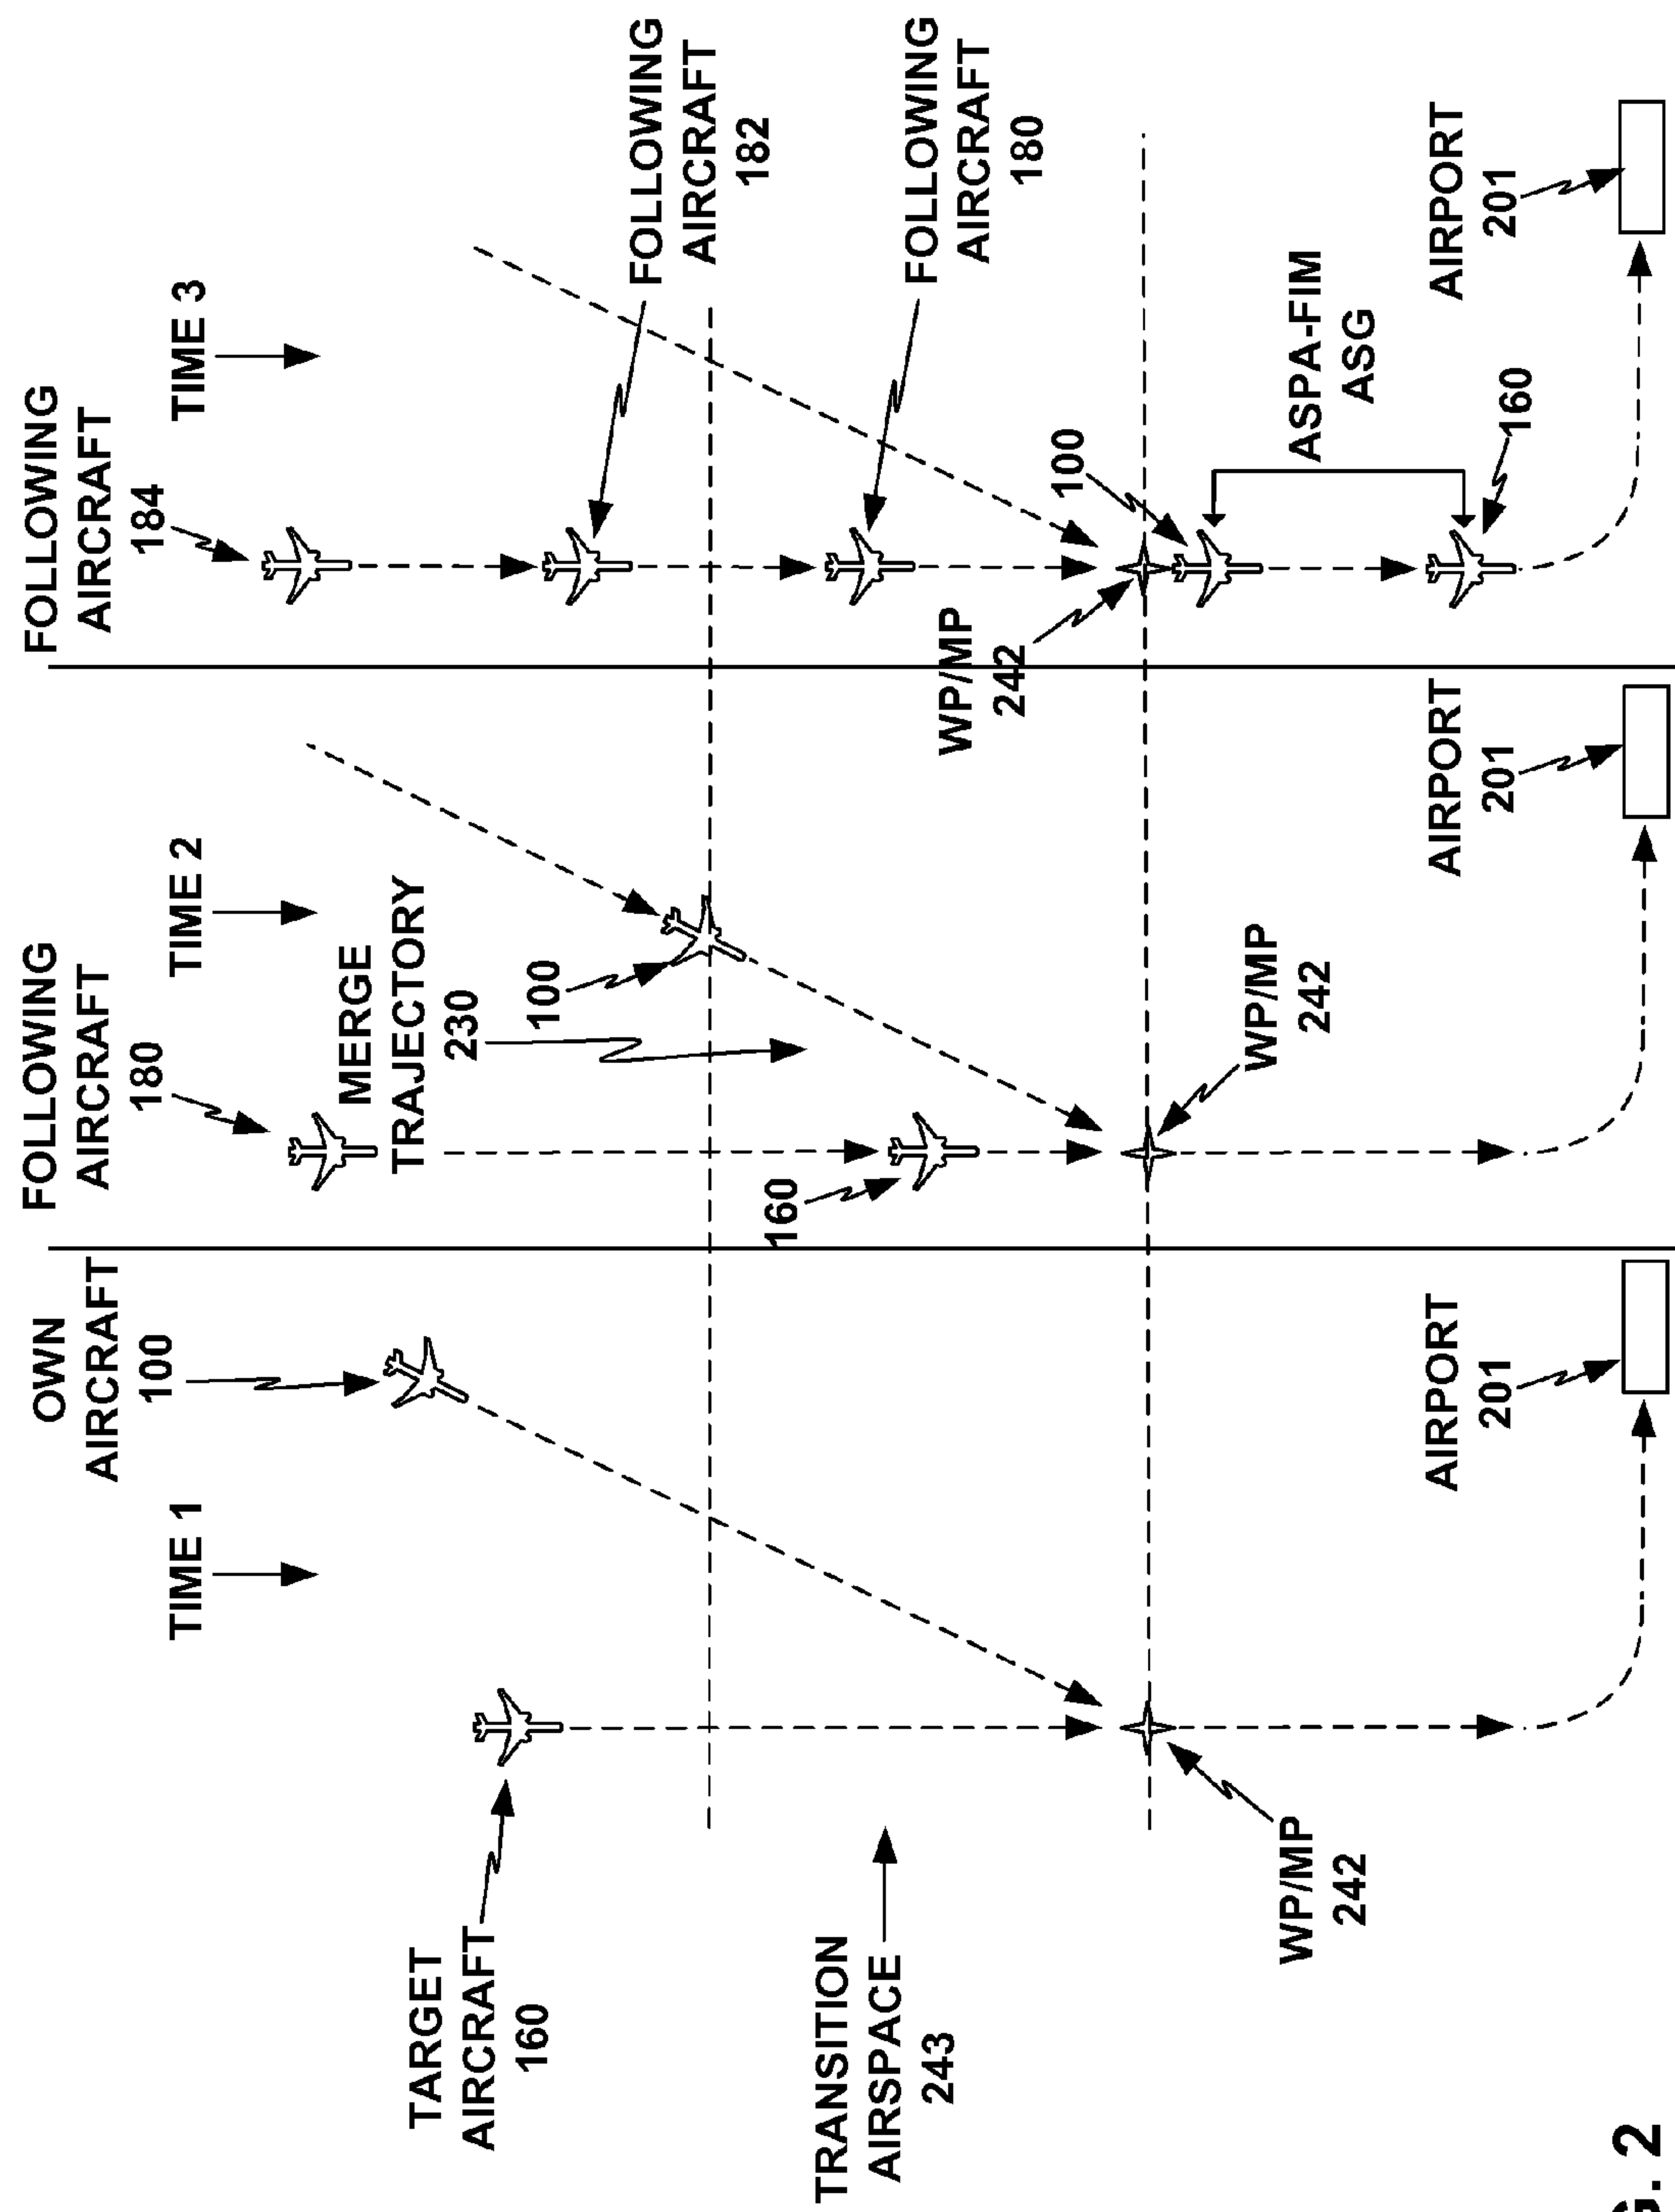 TARGET
AIRCRAFT
160
TRANSITION
AIRSPACE
243
OWN
AIRCRAFT
100
TIME 1
WP/MP
242
AIRPORT
201
FOLLOWING
AIRCRAFT
180
TIME 2
MERGE
TRAJECTORY
230
100
160
WP/MP
242
AIRPORT
201
FOLLOWING
AIRCRAFT
184
TIME 3
FOLLOWING
AIRCRAFT
182
FOLLOWING
AIRCRAFT
180
WP/MP
242
100
ASPA-FIM
ASG
160
AIRPORT
201
2